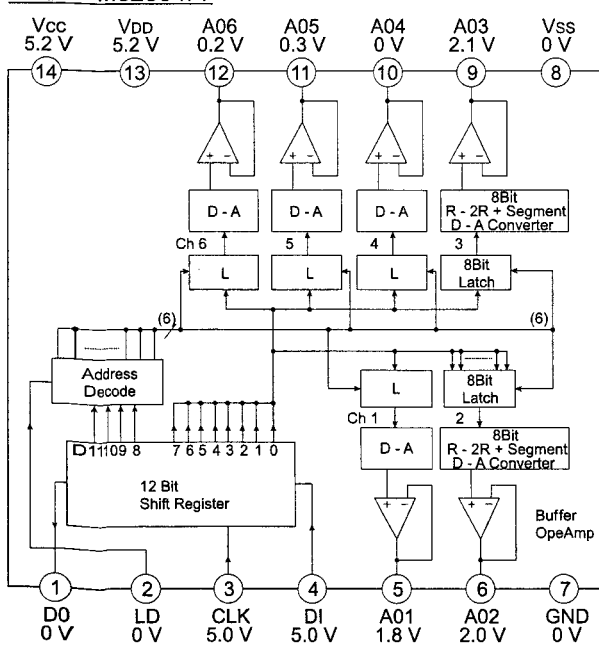 Vcc VDD A06 A05 A04 A03 Vss
5.2 V 5.2 V 0.2 V 0.3 V 0 V 2.1 V 0 V
14 13 12 11 10 9 8
+ - + - + - + -
D - A D - A D - A 8Bit
R - 2R + Segment
D - A Converter
Ch 6 5 4 3
L L L 8Bit
Latch
(6) (6)
Address
Decode
L 8Bit
Latch
Ch 1 2
D 11 10 9 8 7 6 5 4 3 2 1 0
D - A 8Bit
R - 2R + Segment
D - A Converter
12 Bit
Shift Register
- + - +
Buffer
OpeAmp
1 2 3 4 5 6 7
D0 LD CLK DI A01 A02 GND
0 V 0 V 5.0 V 5.0 V 1.8 V 2.0 V 0 V